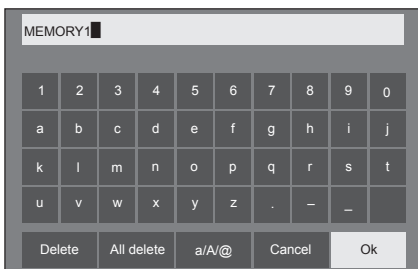 MEMORY1
1 2 3 4 5 6 7 8 9 0
a b c d e f g h i j
k l m n o p q r s t
u v w x y z . – _
Delete All delete a/A/@ Cancel Ok